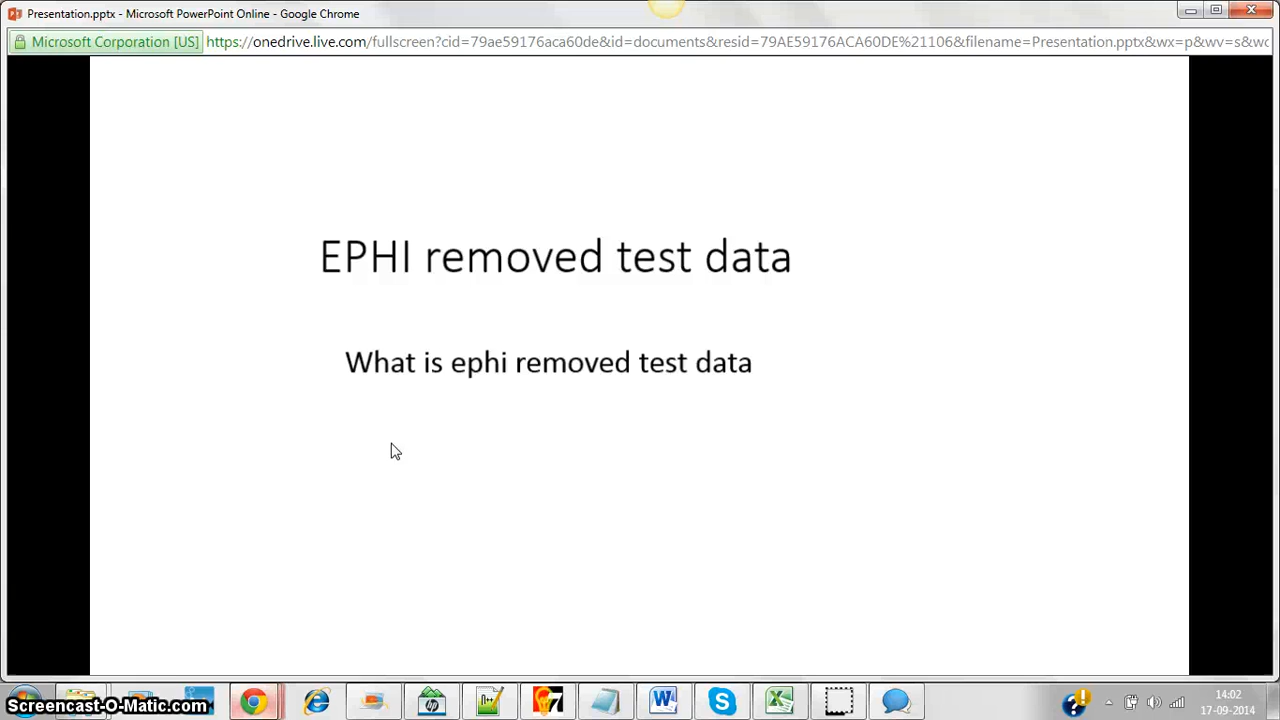 Presentation.pptx - Microsoft PowerPoint Online - Google Chrome
Microsoft Corporation [US] https://onedrive.live.com/fullscreen?cid=79ae59176aca60de&id=documents&resid=79AE59176ACA60DE%21106&filename=Presentation.pptx&wx=p&wv=s&wc
EPHI removed test data
What is ephi removed test data
Screencast-O-Matic.com
14:02
17-09-2014